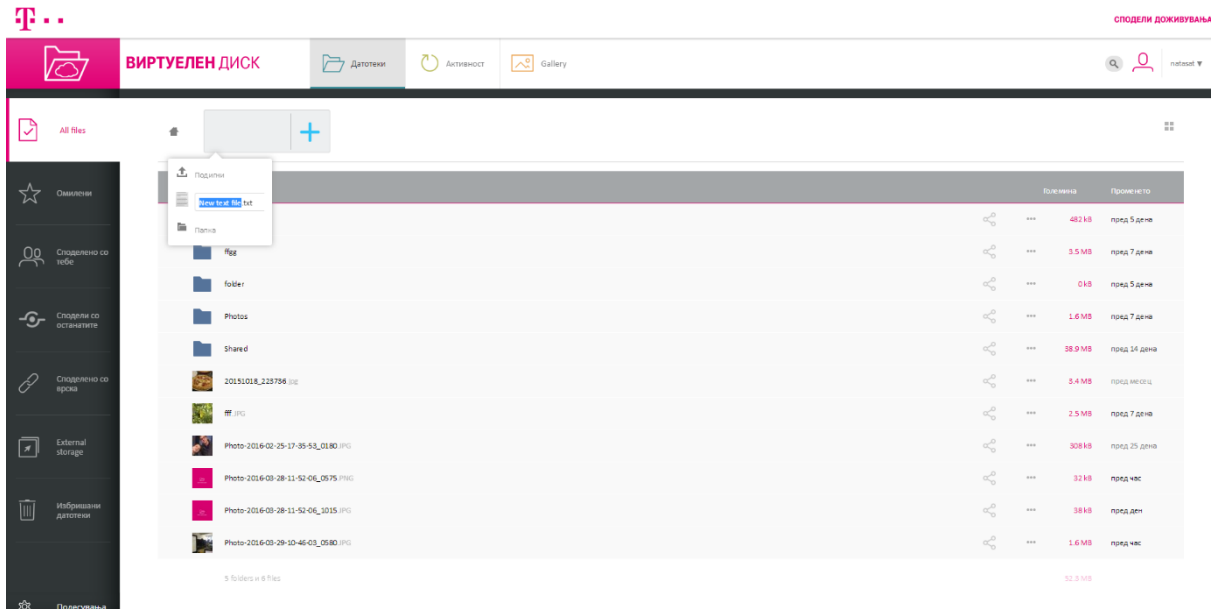 T
СПОДЕЛИ ДОЖИВУВАЊА
ВИРТУЕЛЕН ДИСК
Датотеки
Активност
Gallery
natasat
All files
Омилени
Споделено со
тебе
Сподели со
останатите
Споделено со
врска
External
storage
Избришани
датотеки
Подесувања
Подигни
New text file.txt
Папка
Големина
Променето
482 kB
пред 5 дена
ffgg
3.5 MB
пред 7 дена
folder
0 kB
пред 5 дена
Photos
1.6 MB
пред 7 дена
Shared
38.9 MB
пред 14 дена
20151018_223736.jpg
3.4 MB
пред месец
fff.JPG
2.5 MB
пред 7 дена
Photo-2016-02-25-17-35-53_0180.JPG
308 kB
пред 25 дена
Photo-2016-03-28-11-52-06_0575.PNG
32 kB
пред час
Photo-2016-03-28-11-52-06_1015.JPG
38 kB
пред ден
Photo-2016-03-29-10-46-03_0580.JPG
1.6 MB
пред час
5 folders и 6 files
52.3 MB